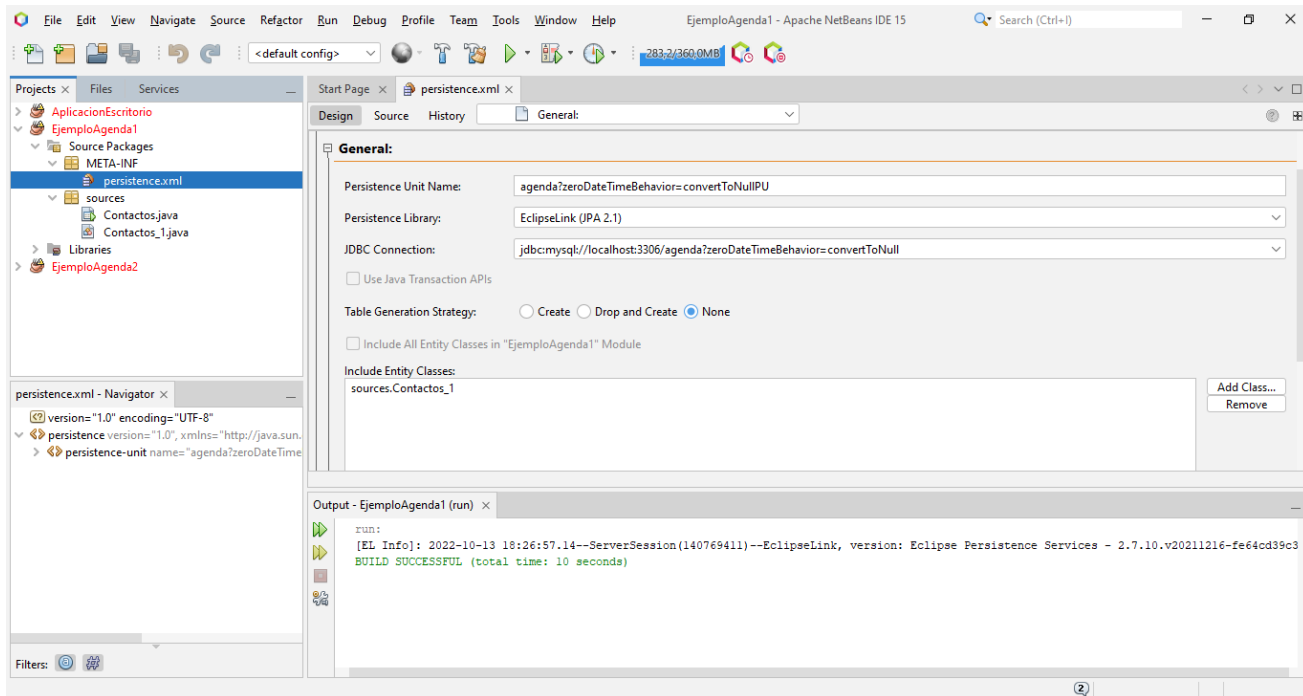 File Edit View Navigate Source Refactor Run Debug Profile Team Tools Window Help EjemploAgenda1 - Apache NetBeans IDE 15 Search (Ctrl+I)
<default config> 283,2/360,0MB
Projects Files Services
AplicacionEscritorio
EjemploAgenda1
Source Packages
META-INF
persistence.xml
sources
Contactos.java
Contactos_1.java
Libraries
EjemploAgenda2
Start Page persistence.xml
Design Source History General:
General:
Persistence Unit Name: agenda?zeroDateTimeBehavior=convertToNullPU
Persistence Library: EclipseLink (JPA 2.1)
JDBC Connection: jdbc:mysql://localhost:3306/agenda?zeroDateTimeBehavior=convertToNull
Use Java Transaction APIs
Table Generation Strategy: Create Drop and Create None
Include All Entity Classes in "EjemploAgenda1" Module
Include Entity Classes:
sources.Contactos_1
Add Class...
Remove
persistence.xml - Navigator
version="1.0" encoding="UTF-8"
persistence version="1.0", xmlns="http://java.sun.
persistence-unit name="agenda?zeroDateTime
Filters:
Output - EjemploAgenda1 (run)
run:
[EL Info]: 2022-10-13 18:26:57.14--ServerSession(140769411)--EclipseLink, version: Eclipse Persistence Services - 2.7.10.v20211216-fe64cd39c3
BUILD SUCCESSFUL (total time: 10 seconds)
2